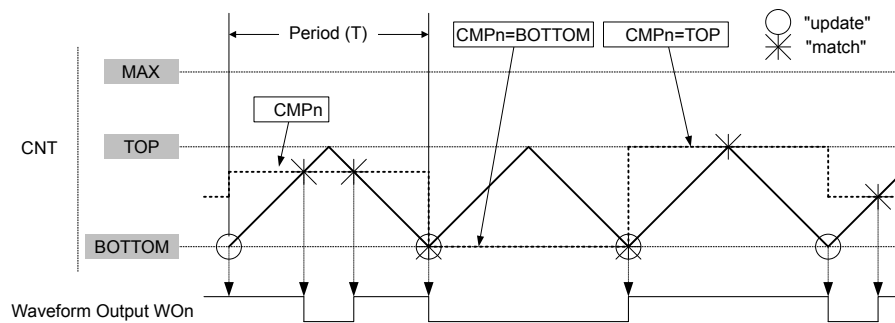 Period (T)
CMPn=BOTTOM
CMPn=TOP
"update"
"match"
MAX
CMPn
CNT
TOP
BOTTOM
Waveform Output WOn